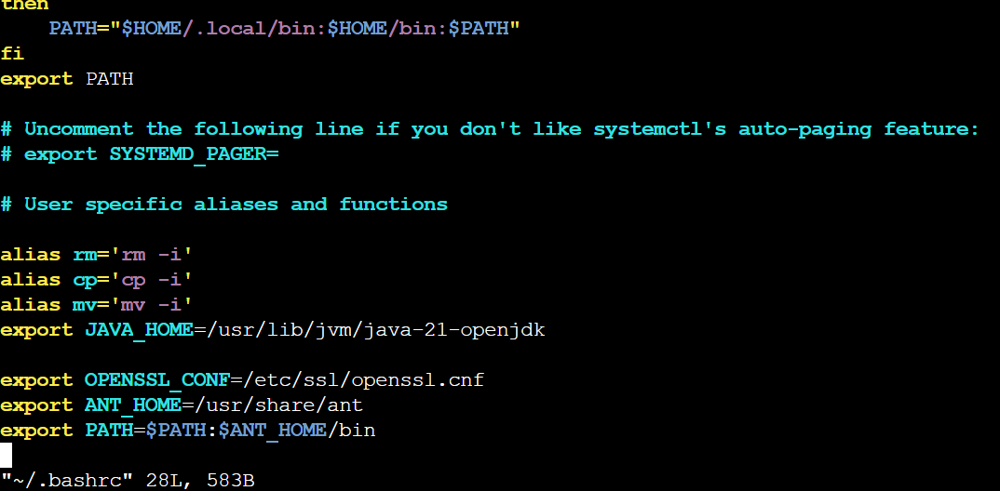 then
    PATH="$HOME/.local/bin:$HOME/bin:$PATH"
fi
export PATH

# Uncomment the following line if you don't like systemctl's auto-paging feature:
# export SYSTEMD_PAGER=

# User specific aliases and functions

alias rm='rm -i'
alias cp='cp -i'
alias mv='mv -i'
export JAVA_HOME=/usr/lib/jvm/java-21-openjdk

export OPENSSL_CONF=/etc/ssl/openssl.cnf
export ANT_HOME=/usr/share/ant
export PATH=$PATH:$ANT_HOME/bin

"~/.bashrc" 28L, 583B